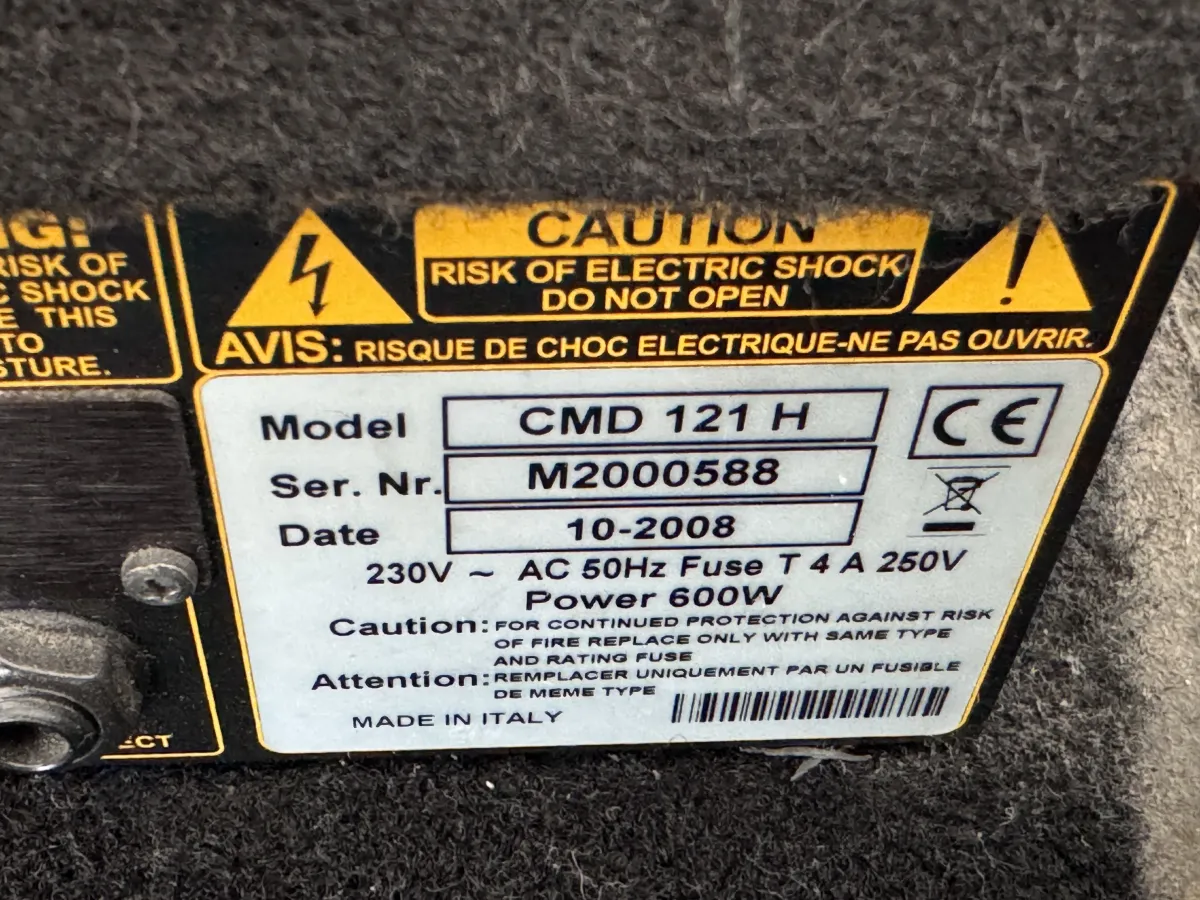 RISK OF
SHOCK
THIS
TO
CAUTION
RISK OF ELECTRIC SHOCK
DO NOT OPEN
AVIS: RISQUE DE CHOC ELECTRIQUE-NE PAS OUVRIR.
Model CMD 121 H
Ser. Nr. M2000588
Date 10-2008
CE
230V ~ AC 50Hz Fuse T 4 A 250V
Power 600W
Caution: FOR CONTINUED PROTECTION AGAINST RISK
OF FIRE REPLACE ONLY WITH SAME TYPE
AND RATING FUSE
Attention: REMPLACER UNIQUEMENT PAR UN FUSIBLE
DE MEME TYPE
MADE IN ITALY